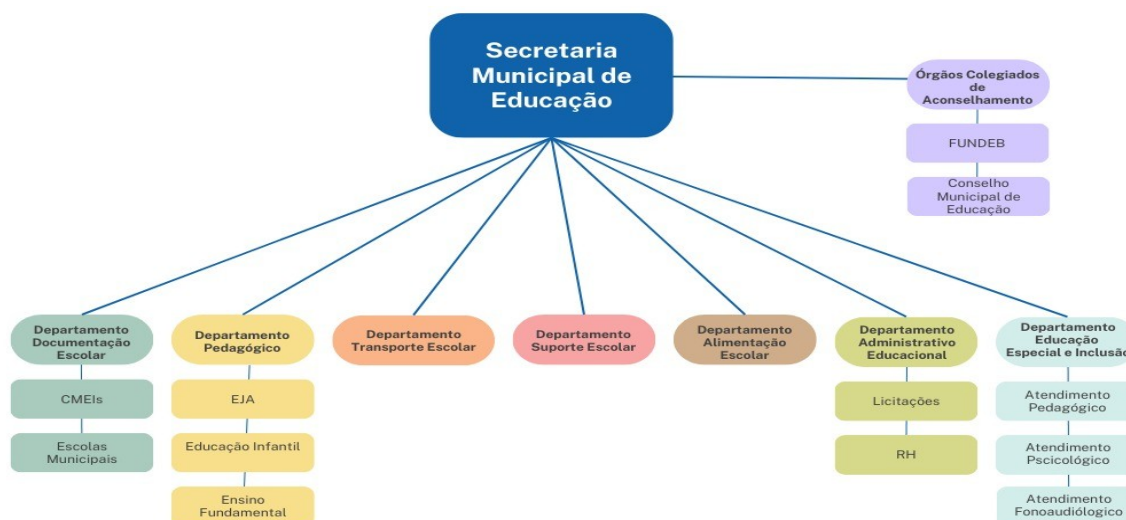 Secretaria
Municipal de
Educação
Órgãos Colegiados
de
Aconselhamento
FUNDEB
Conselho
Municipal de
Educação
Departamento
Documentação
Escolar
CMEIs
Escolas
Municipais
Departamento
Pedagógico
EJA
Educação Infantil
Ensino
Fundamental
Departamento
Transporte Escolar
Departamento
Suporte Escolar
Departamento
Alimentação
Escolar
Departamento
Administrativo
Educacional
Licitações
RH
Departamento
Educação
Especial e Inclusão
Atendimento
Pedagógico
Atendimento
Pscicológico
Atendimento
Fonoaudiólogico